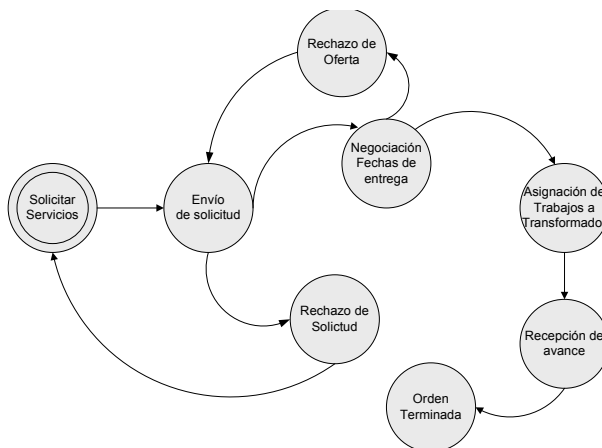 Rechazo de
Oferta
Negociación
Fechas de
entrega
Solicitar
Servicios
Envío
de solicitud
Asignación de
Trabajos a
Transformado
Rechazo de
Solictud
Recepción de
avance
Orden
Terminada